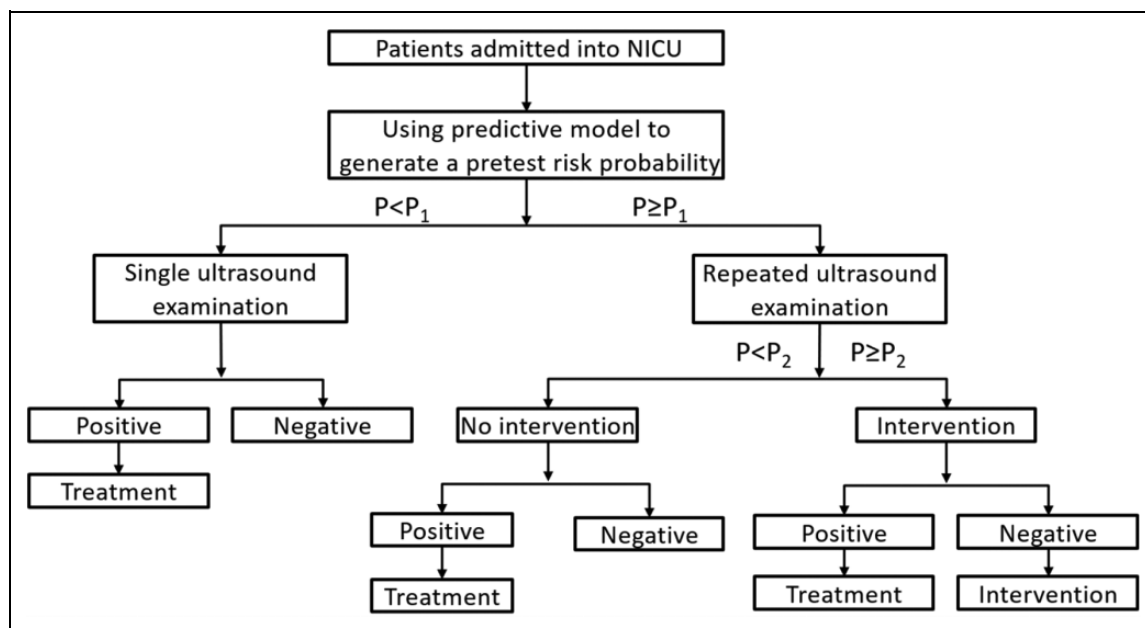 Patients admitted into NICU
Using predictive model to
generate a pretest risk probability
P<P₁
P≥P₁
Single ultrasound
examination
Repeated ultrasound
examination
P<P₂
P≥P₂
Positive
Negative
No intervention
Intervention
Treatment
Positive
Negative
Positive
Negative
Treatment
Treatment
Intervention